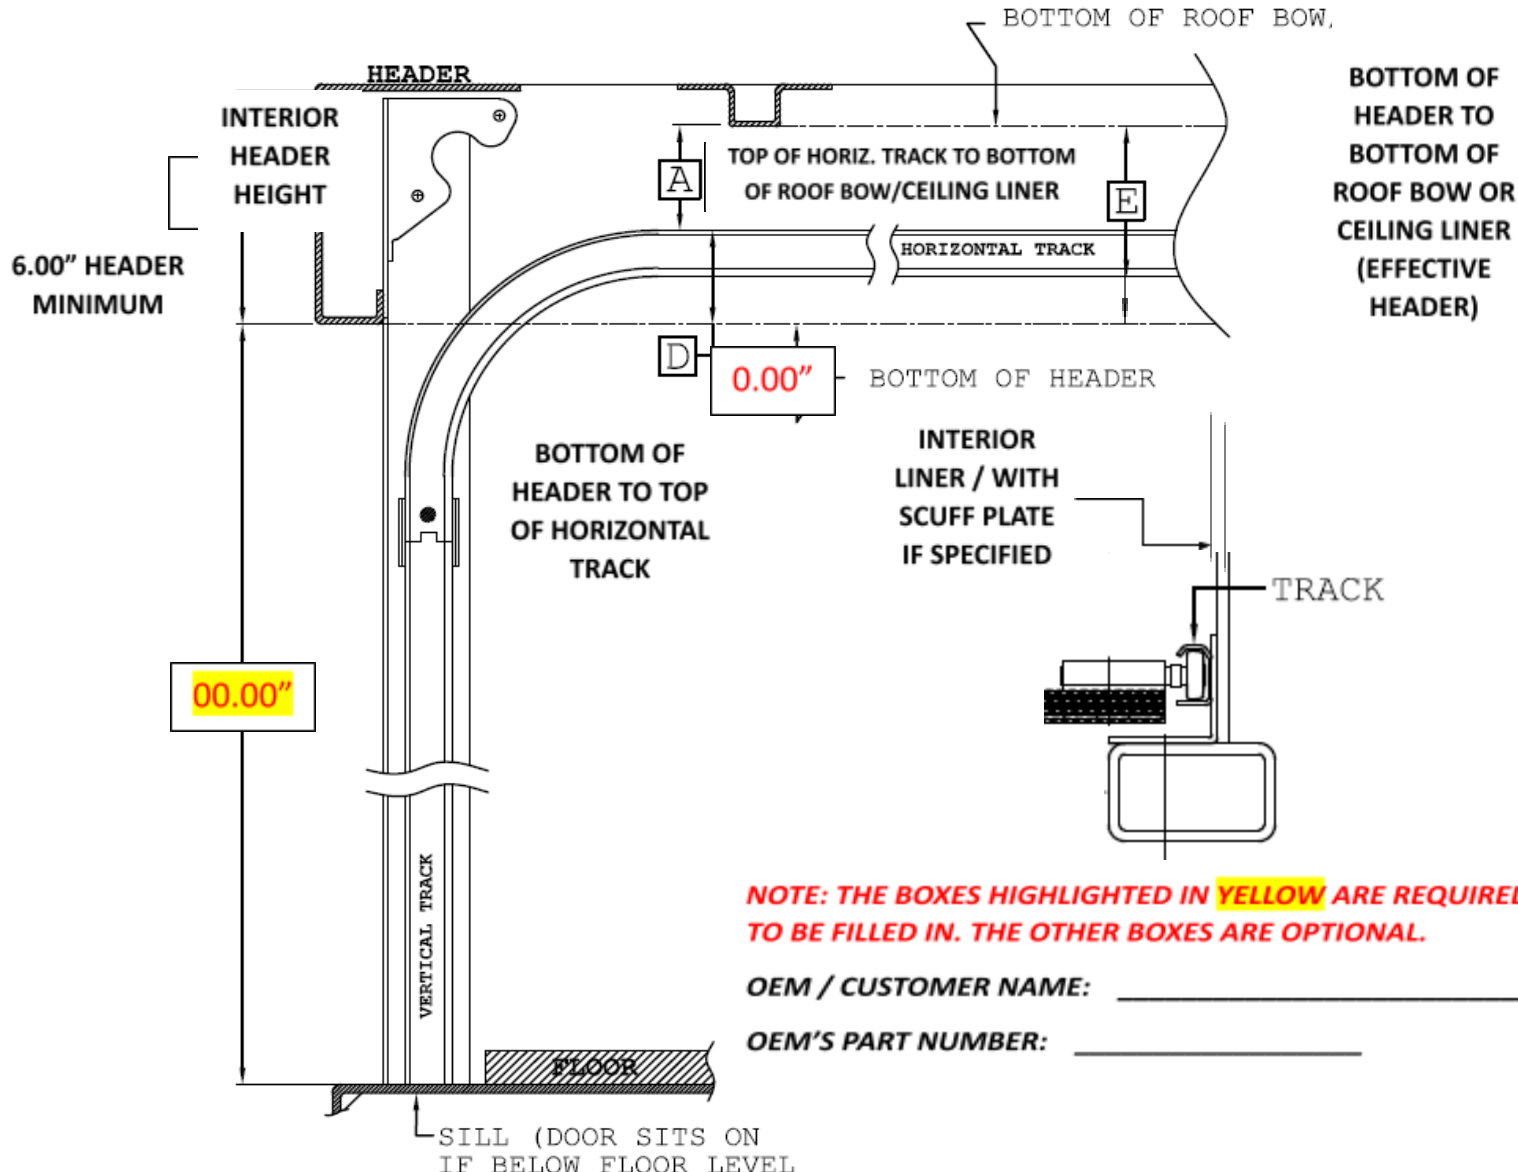 BOTTOM OF ROOF BOW,
HEADER
INTERIOR
HEADER
HEIGHT
6.00” HEADER
MINIMUM
A
TOP OF HORIZ. TRACK TO BOTTOM
OF ROOF BOW/CEILING LINER
E
HORIZONTAL TRACK
BOTTOM OF
HEADER TO
BOTTOM OF
ROOF BOW OR
CEILING LINER
(EFFECTIVE
HEADER)
D
0.00”
BOTTOM OF HEADER
BOTTOM OF
HEADER TO TOP
OF HORIZONTAL
TRACK
INTERIOR
LINER / WITH
SCUFF PLATE
IF SPECIFIED
TRACK
00.00”
VERTICAL TRACK
NOTE: THE BOXES HIGHLIGHTED IN YELLOW ARE REQUIRED
TO BE FILLED IN. THE OTHER BOXES ARE OPTIONAL.
OEM / CUSTOMER NAME:
OEM’S PART NUMBER:
FLOOR
SILL (DOOR SITS ON
IF BELOW FLOOR LEVEL